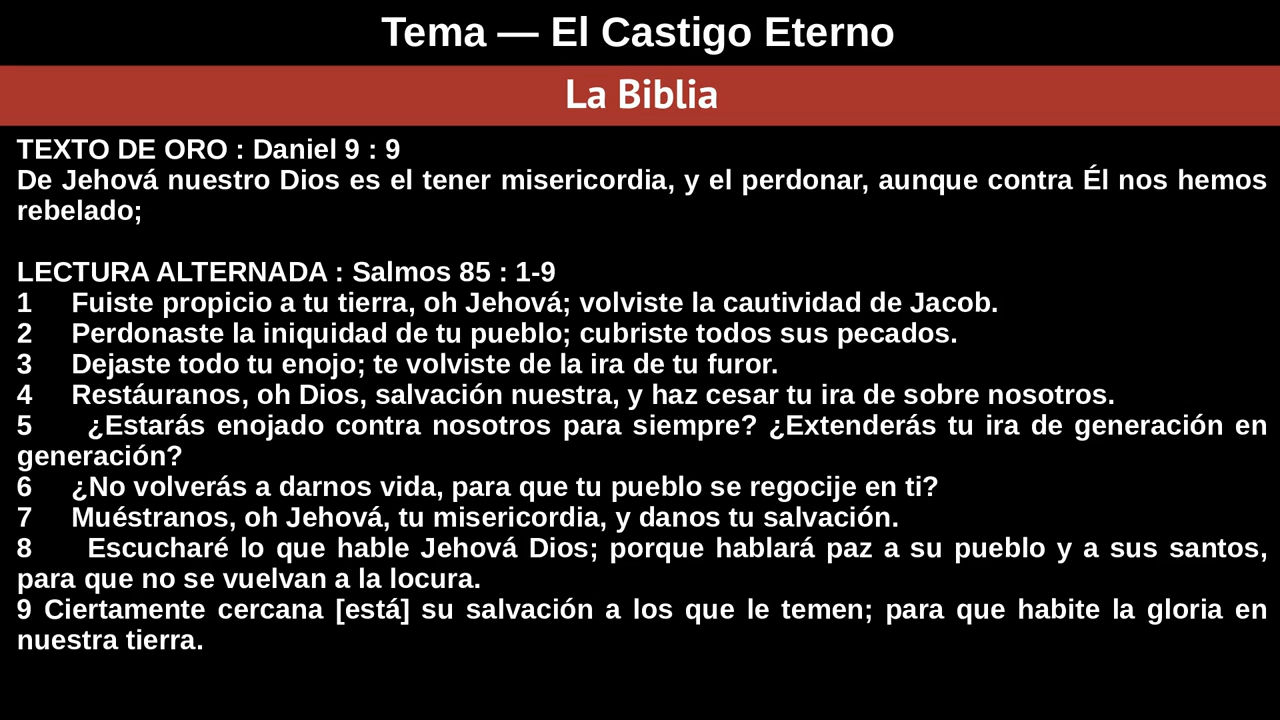 Tema — El Castigo Eterno
La Biblia
TEXTO DE ORO : Daniel 9 : 9
De Jehová nuestro Dios es el tener misericordia, y el perdonar, aunque contra Él nos hemos
rebelado;
LECTURA ALTERNADA : Salmos 85 : 1-9
1 Fuiste propicio a tu tierra, oh Jehová; volviste la cautividad de Jacob.
2 Perdonaste la iniquidad de tu pueblo; cubriste todos sus pecados.
3 Dejaste todo tu enojo; te volviste de la ira de tu furor.
4 Restáuranos, oh Dios, salvación nuestra, y haz cesar tu ira de sobre nosotros.
5 ¿Estarás enojado contra nosotros para siempre? ¿Extenderás tu ira de generación en
generación?
6 ¿No volverás a darnos vida, para que tu pueblo se regocije en ti?
7 Muéstranos, oh Jehová, tu misericordia, y danos tu salvación.
8 Escucharé lo que hable Jehová Dios; porque hablará paz a su pueblo y a sus santos,
para que no se vuelvan a la locura.
9 Ciertamente cercana [está] su salvación a los que le temen; para que habite la gloria en
nuestra tierra.